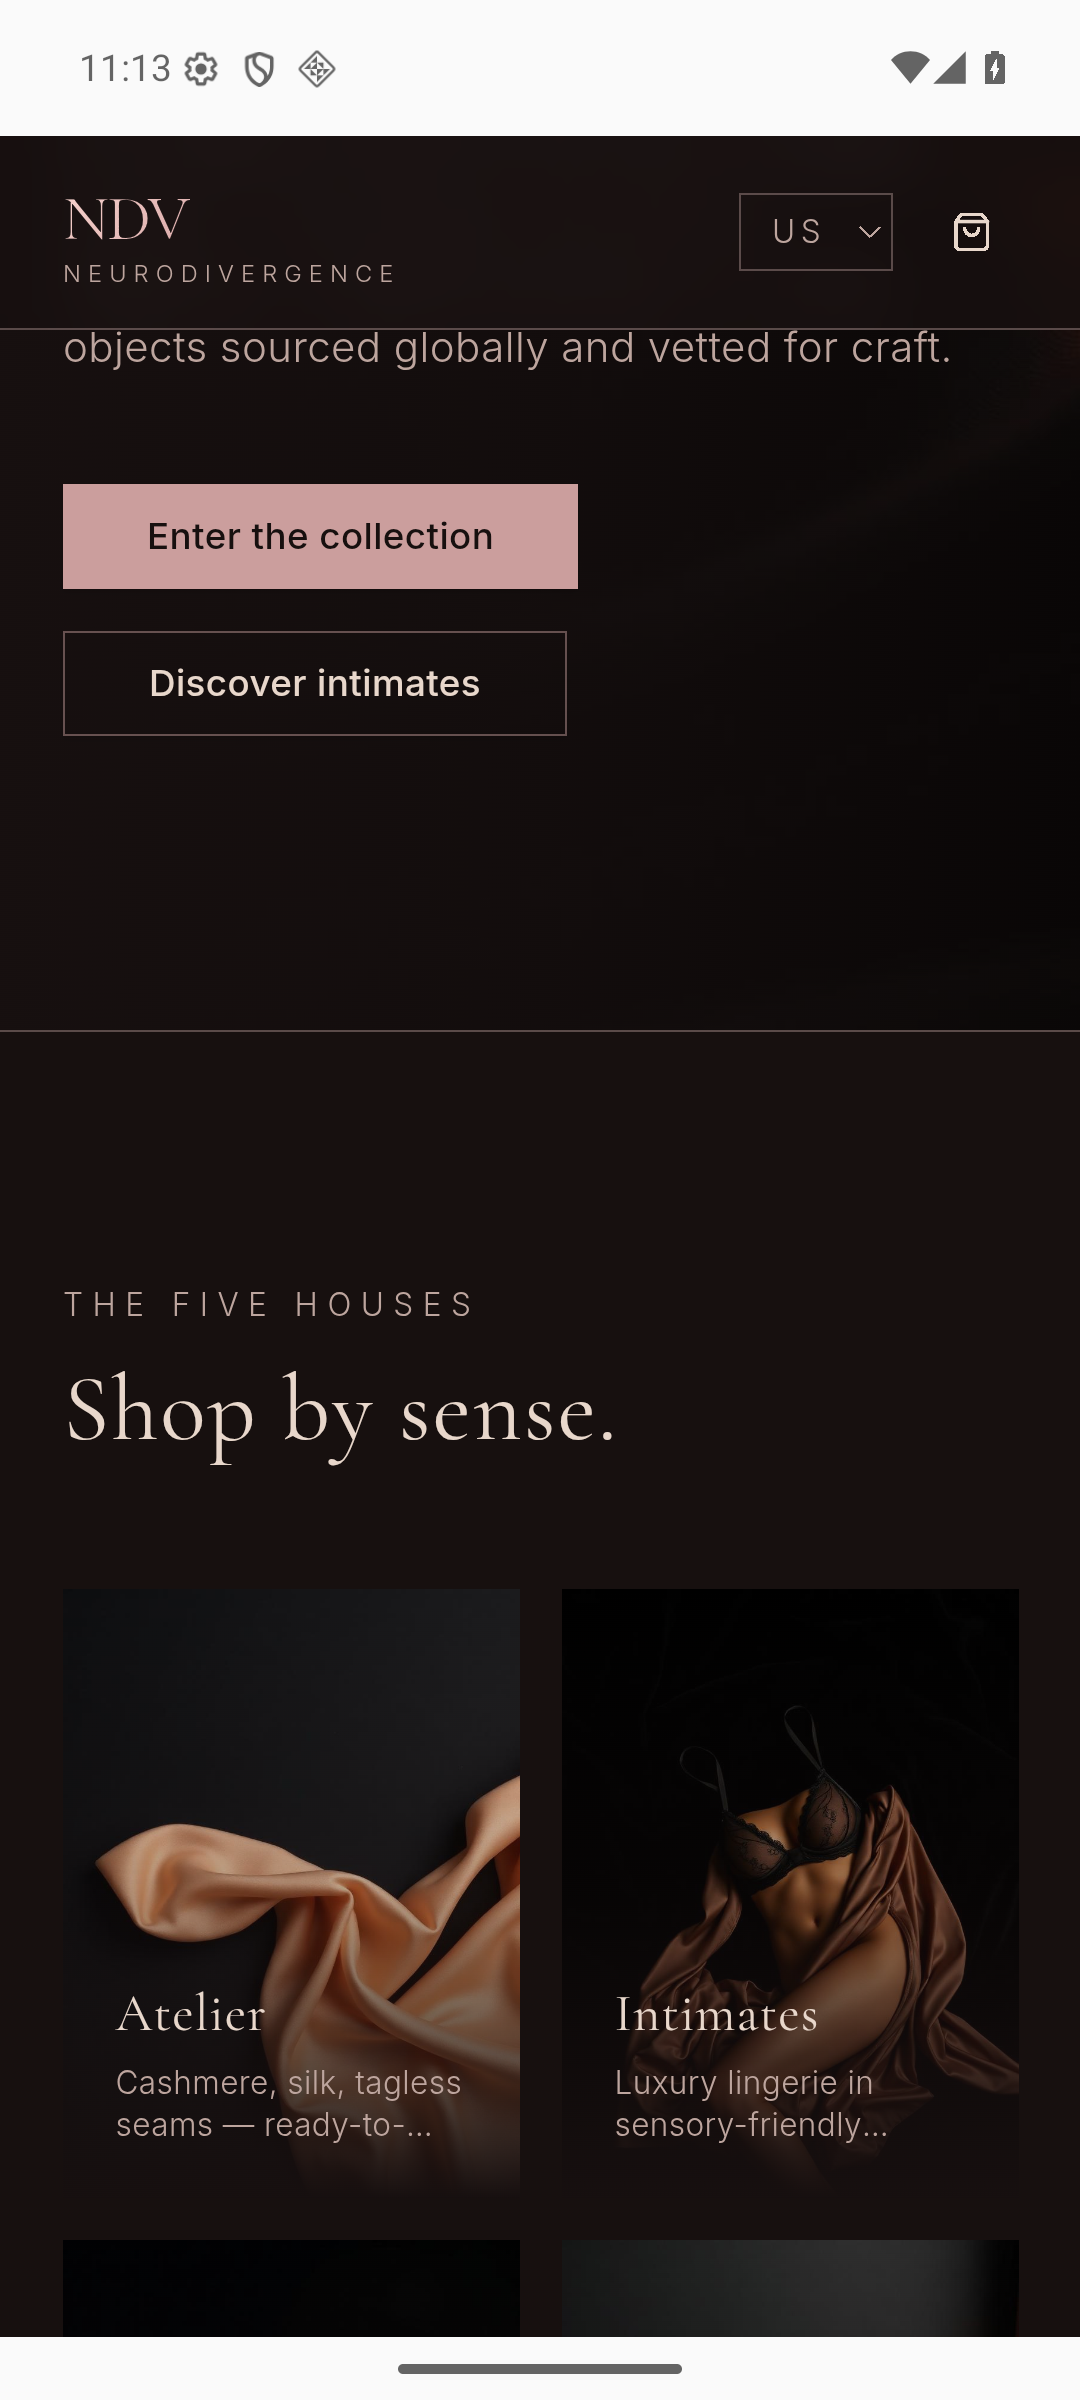 11:13
NDV
NEURODIVERGENCE
US
objects sourced globally and vetted for craft.
Enter the collection
Discover intimates
THE FIVE HOUSES
Shop by sense.
Atelier
Cashmere, silk, tagless
seams — ready-to-...
Intimates
Luxury lingerie in
sensory-friendly...